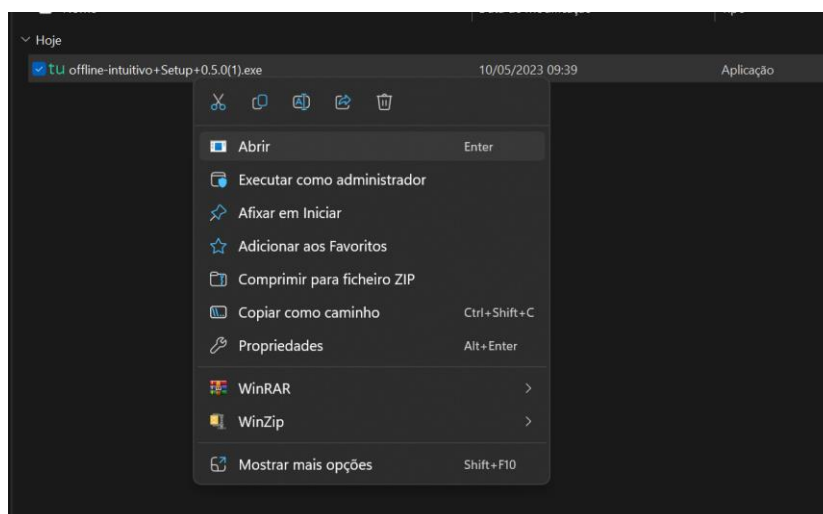 Hoje
tu offline-intuitivo+Setup+0.5.0(1).exe 10/05/2023 09:39 Aplicação
Abrir Enter
Executar como administrador
Afixar em Iniciar
Adicionar aos Favoritos
Comprimir para ficheiro ZIP
Copiar como caminho Ctrl+Shift+C
Propriedades Alt+Enter
WinRAR
WinZip
Mostrar mais opções Shift+F10